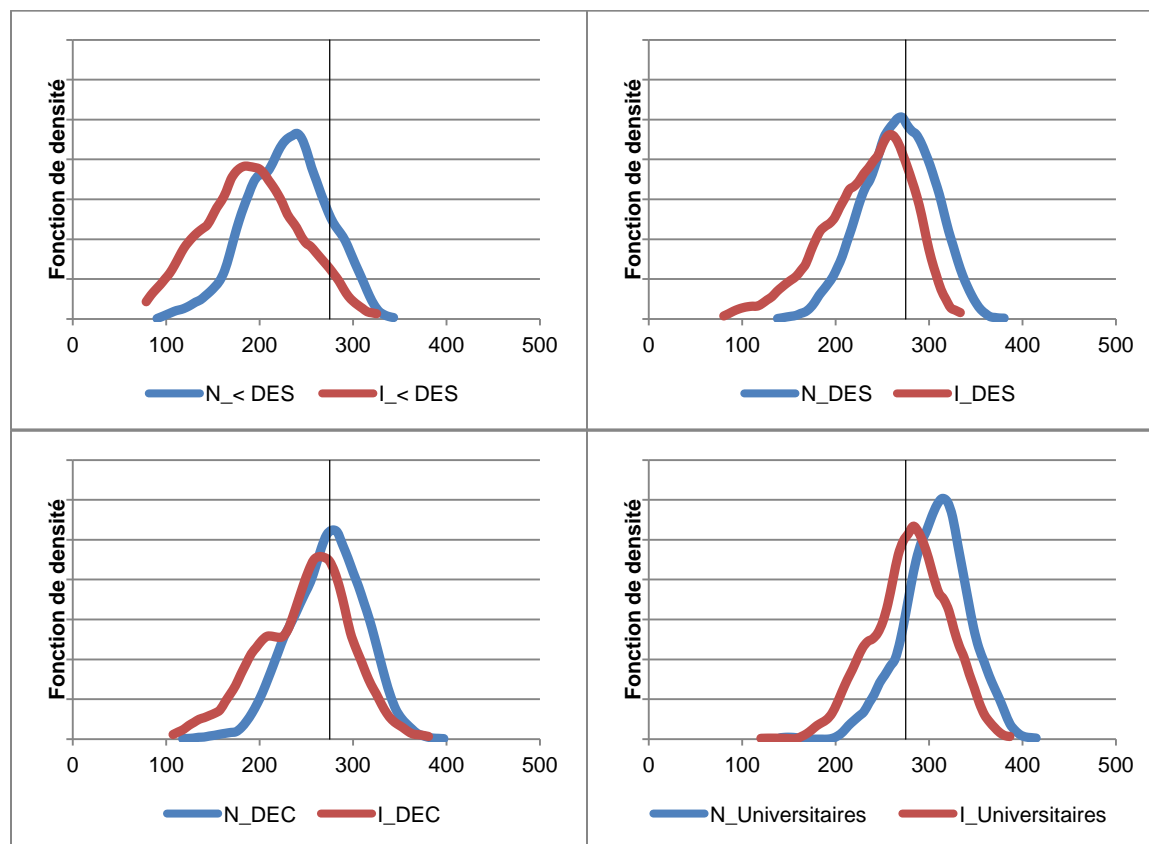 Fonction de densité
0 100 200 300 400 500
N_< DES I_< DES
Fonction de densité
0 100 200 300 400 500
N_DES I_DES
Fonction de densité
0 100 200 300 400 500
N_DEC I_DEC
Fonction de densité
0 100 200 300 400 500
N_Universitaires I_Universitaires